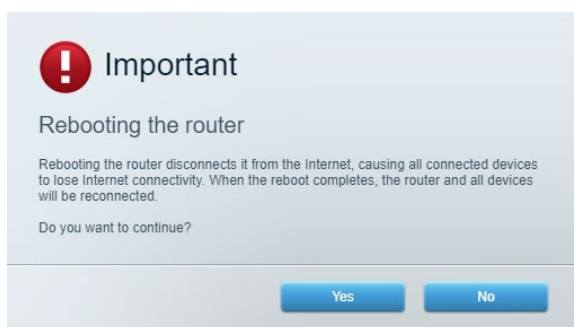 Important
Rebooting the router
Rebooting the router disconnects it from the Internet, causing all connected devices
to lose Internet connectivity. When the reboot completes, the router and all devices
will be reconnected.
Do you want to continue?
Yes
No